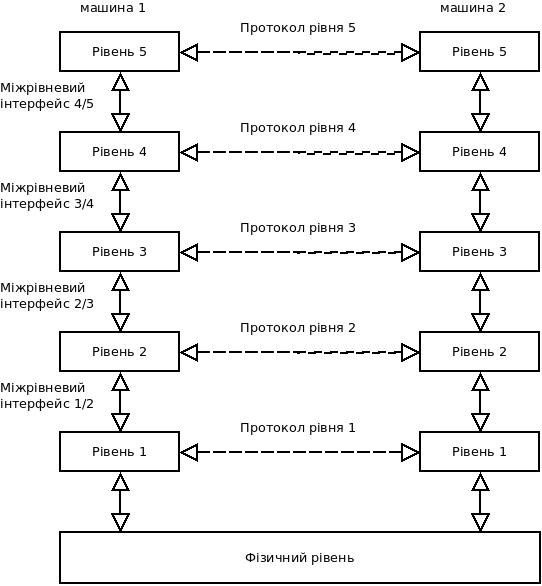 машина 1
машина 2
Протокол рівня 5
Рівень 5
Рівень 5
Міжрівневий
інтерфейс 4/5
Протокол рівня 4
Рівень 4
Рівень 4
Міжрівневий
інтерфейс 3/4
Протокол рівня 3
Рівень 3
Рівень 3
Міжрівневий
інтерфейс 2/3
Протокол рівня 2
Рівень 2
Рівень 2
Міжрівневий
інтерфейс 1/2
Протокол рівня 1
Рівень 1
Рівень 1
Фізичний рівень